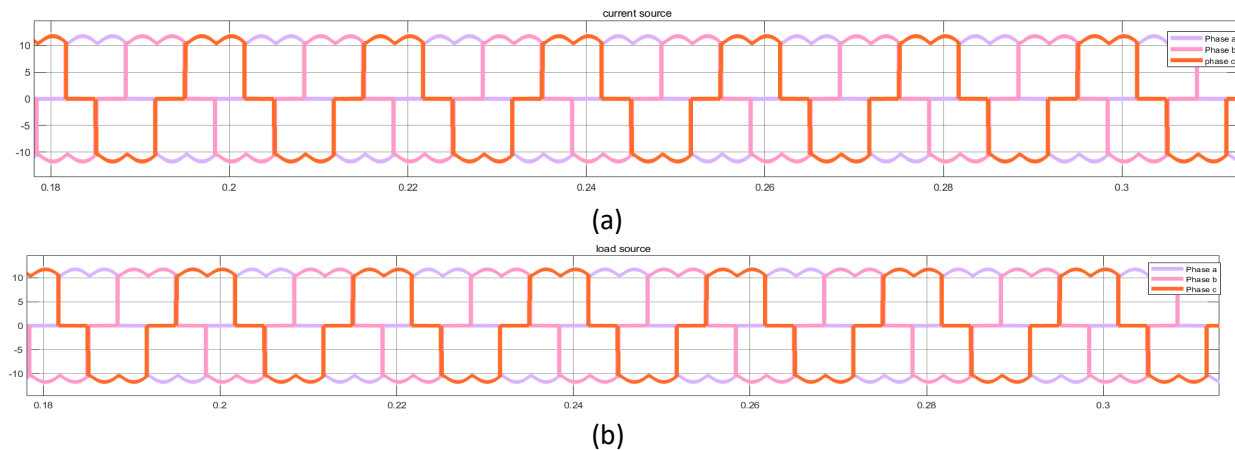 current source
10
5
0
-5
-10
Phase a
Phase b
phase c
0.18 0.2 0.22 0.24 0.26 0.28 0.3
(a)
load source
10
5
0
-5
-10
Phase a
Phase b
Phase c
0.18 0.2 0.22 0.24 0.26 0.28 0.3
(b)